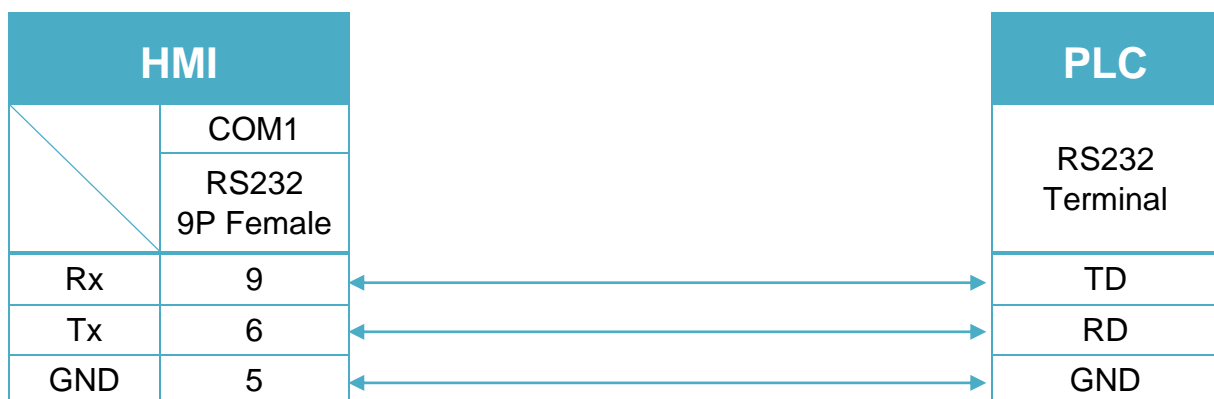 HMI
PLC
COM1
RS232
9P Female
RS232
Terminal
Rx 9 TD
Tx 6 RD
GND 5 GND